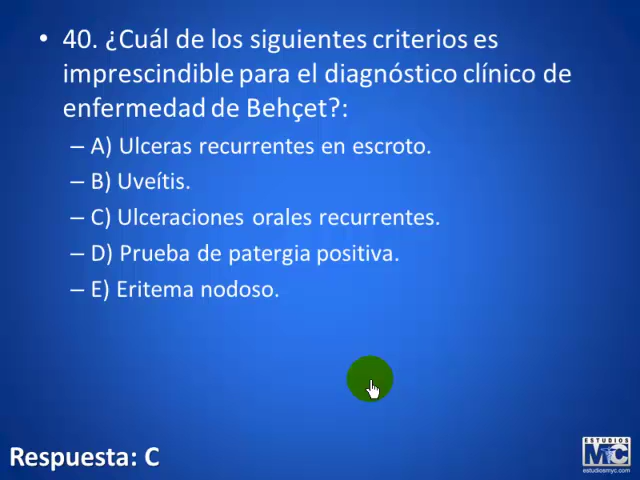 • 40. ¿Cuál de los siguientes criterios es
imprescindible para el diagnóstico clínico de
enfermedad de Behçet?:
– A) Ulceras recurrentes en escroto.
– B) Uveítis.
– C) Ulceraciones orales recurrentes.
– D) Prueba de patergia positiva.
– E) Eritema nodoso.
Respuesta: C
ESTUDIOS
MYC
estudiosmyc.com